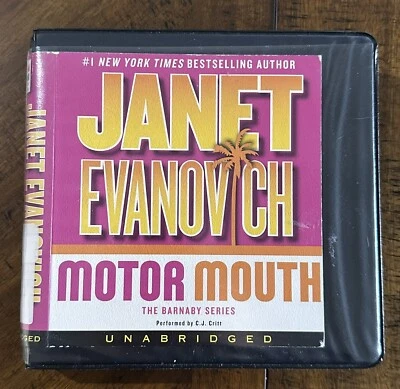 #1 NEW YORK TIMES BESTSELLING AUTHOR
JANET
EVANOVICH
MOTOR MOUTH
THE BARNABY SERIES
Performed by C.J. Critt
UNABRIDGED
JANET EVANOVICH
GED